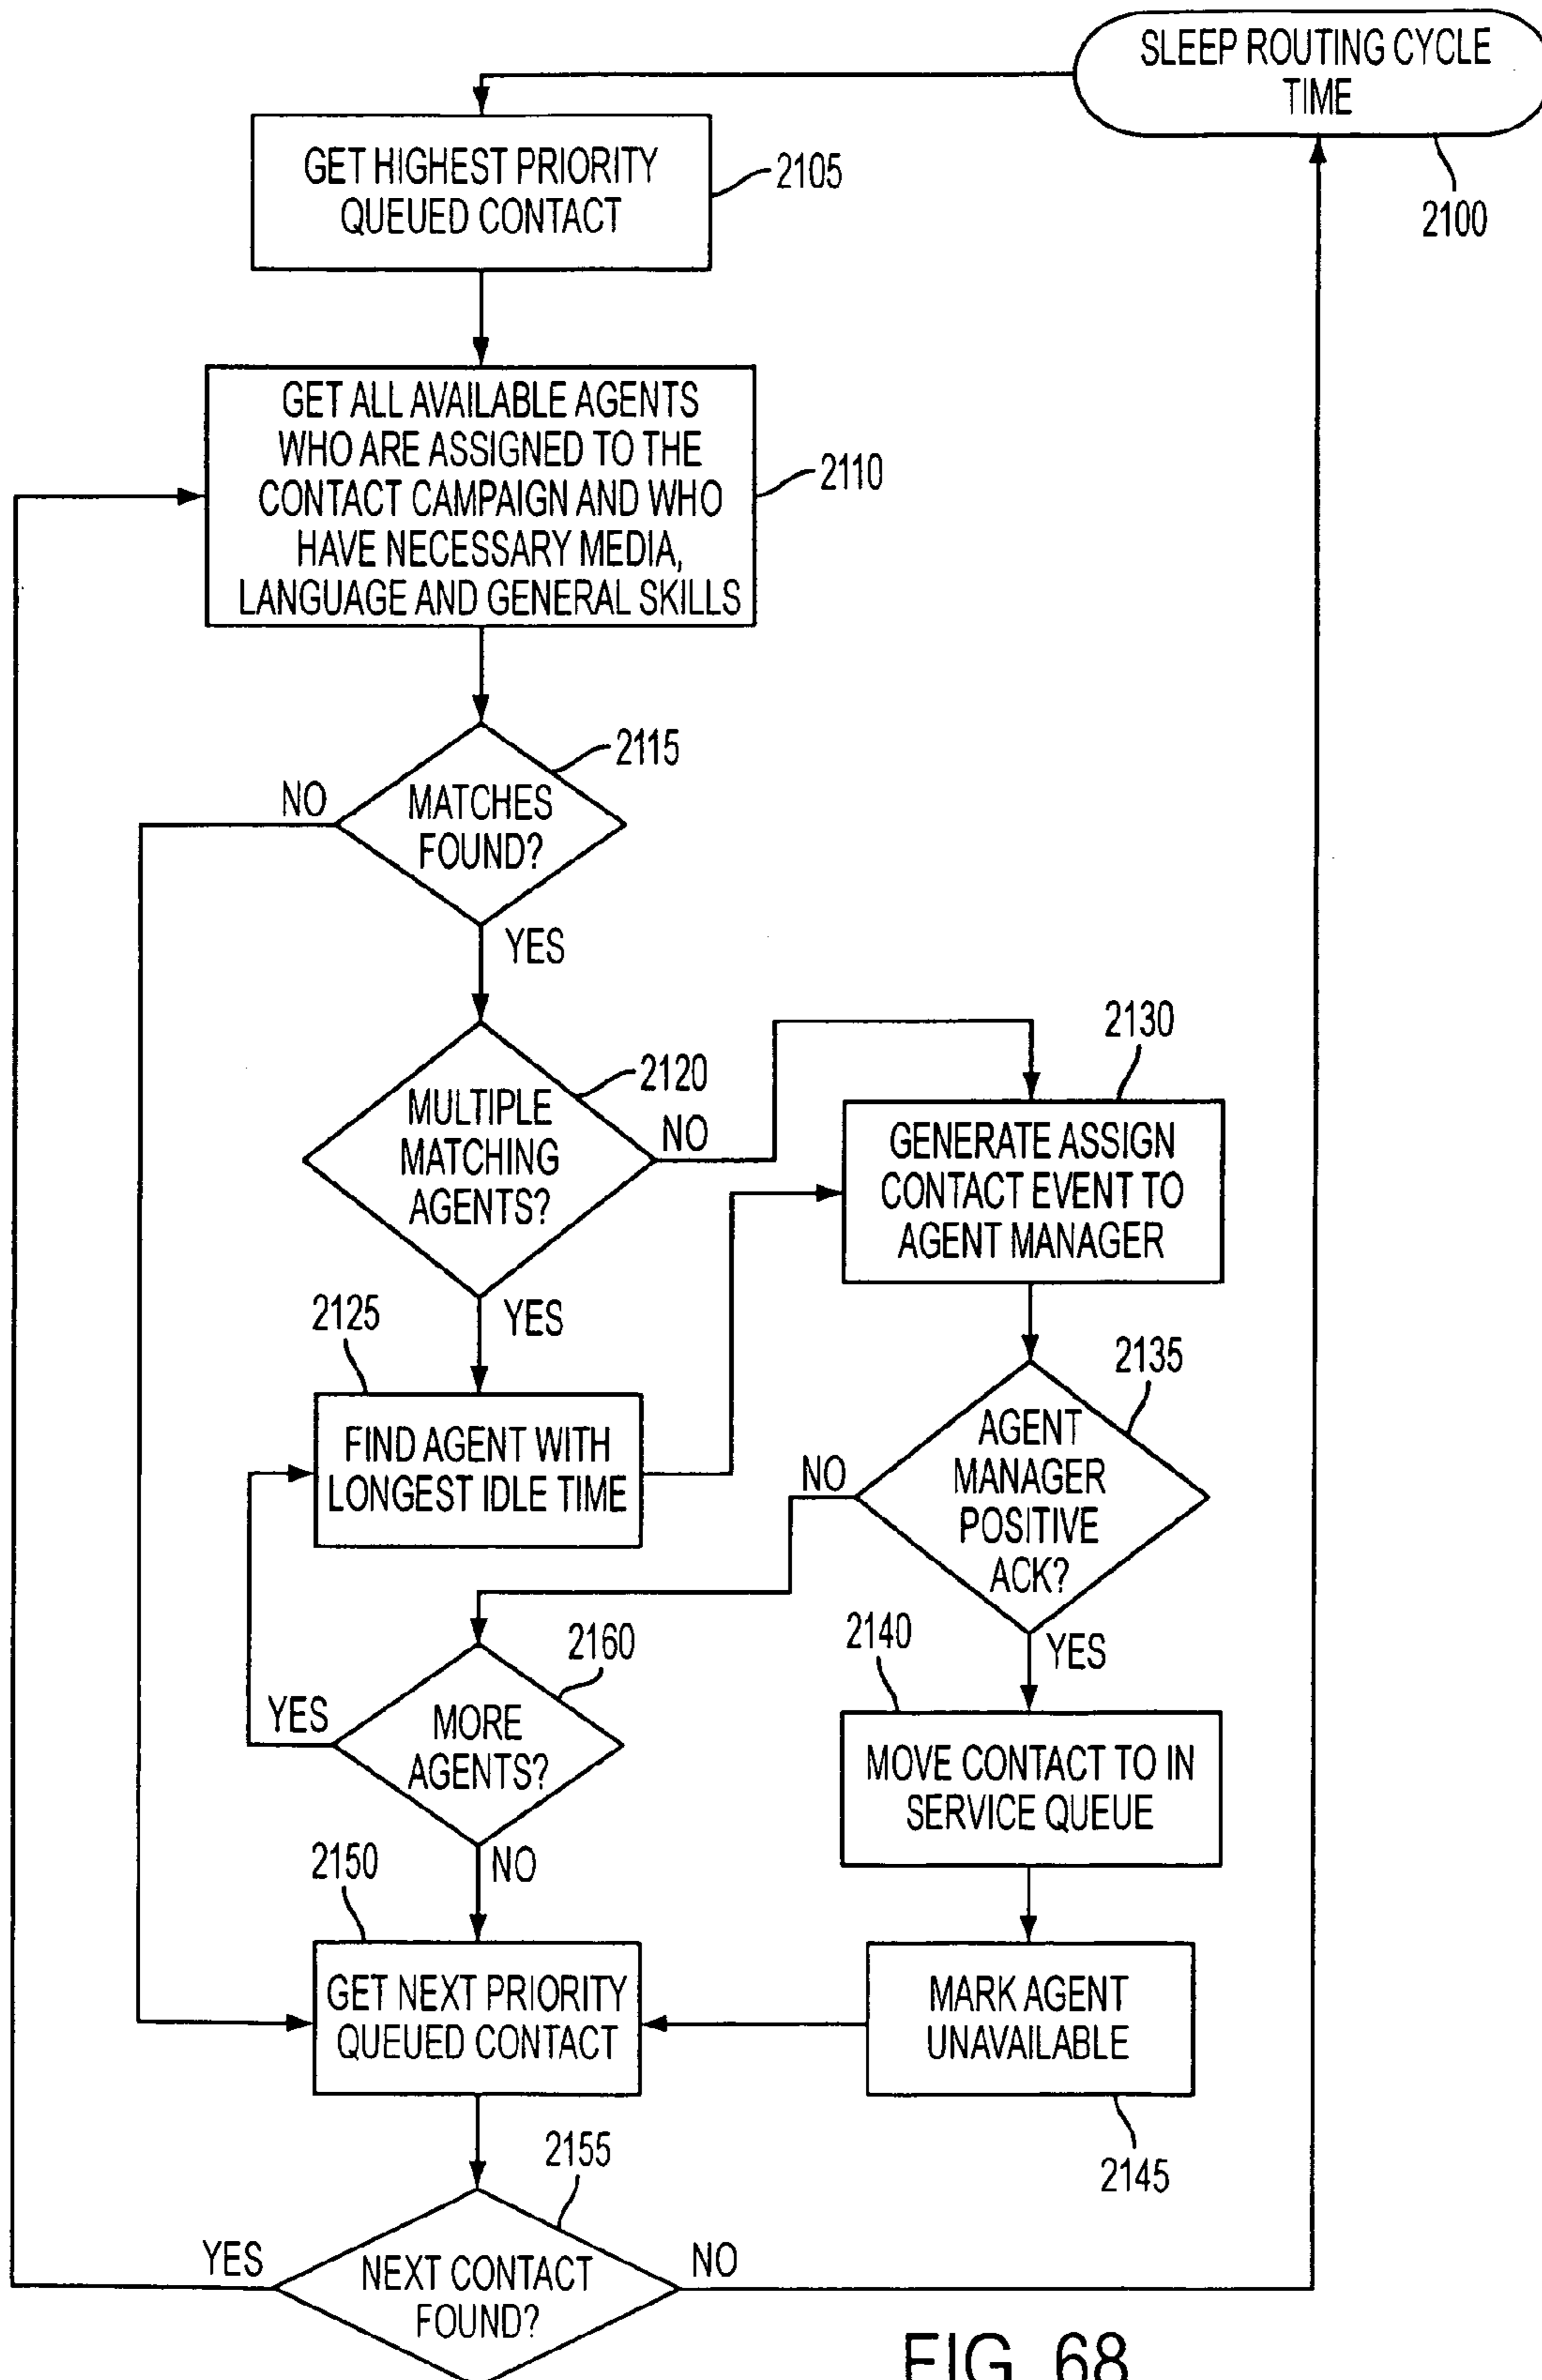 SLEEP ROUTING CYCLE
TIME
2100
GET HIGHEST PRIORITY
QUEUED CONTACT
2105
GET ALL AVAILABLE AGENTS
WHO ARE ASSIGNED TO THE
CONTACT CAMPAIGN AND WHO
HAVE NECESSARY MEDIA,
LANGUAGE AND GENERAL SKILLS
2110
MATCHES
FOUND?
2115
NO
YES
MULTIPLE
MATCHING
AGENTS?
2120
NO
YES
2130
GENERATE ASSIGN
CONTACT EVENT TO
AGENT MANAGER
2125
FIND AGENT WITH
LONGEST IDLE TIME
2135
AGENT
MANAGER
POSITIVE
ACK?
NO
YES
2160
MORE
AGENTS?
YES
NO
2140
MOVE CONTACT TO IN
SERVICE QUEUE
2150
GET NEXT PRIORITY
QUEUED CONTACT
MARK AGENT
UNAVAILABLE
2145
2155
NEXT CONTACT
FOUND?
YES
NO
FIG. 68